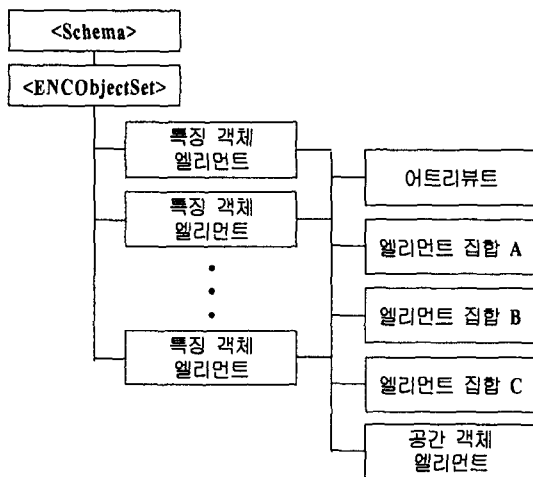 <Schema>
<ENCObjectSet>
특징 객체
엘리먼트
특징 객체
엘리먼트
특징 객체
엘리먼트
어트리뷰트
엘리먼트 집합 A
엘리먼트 집합 B
엘리먼트 집합 C
공간 객체
엘리먼트